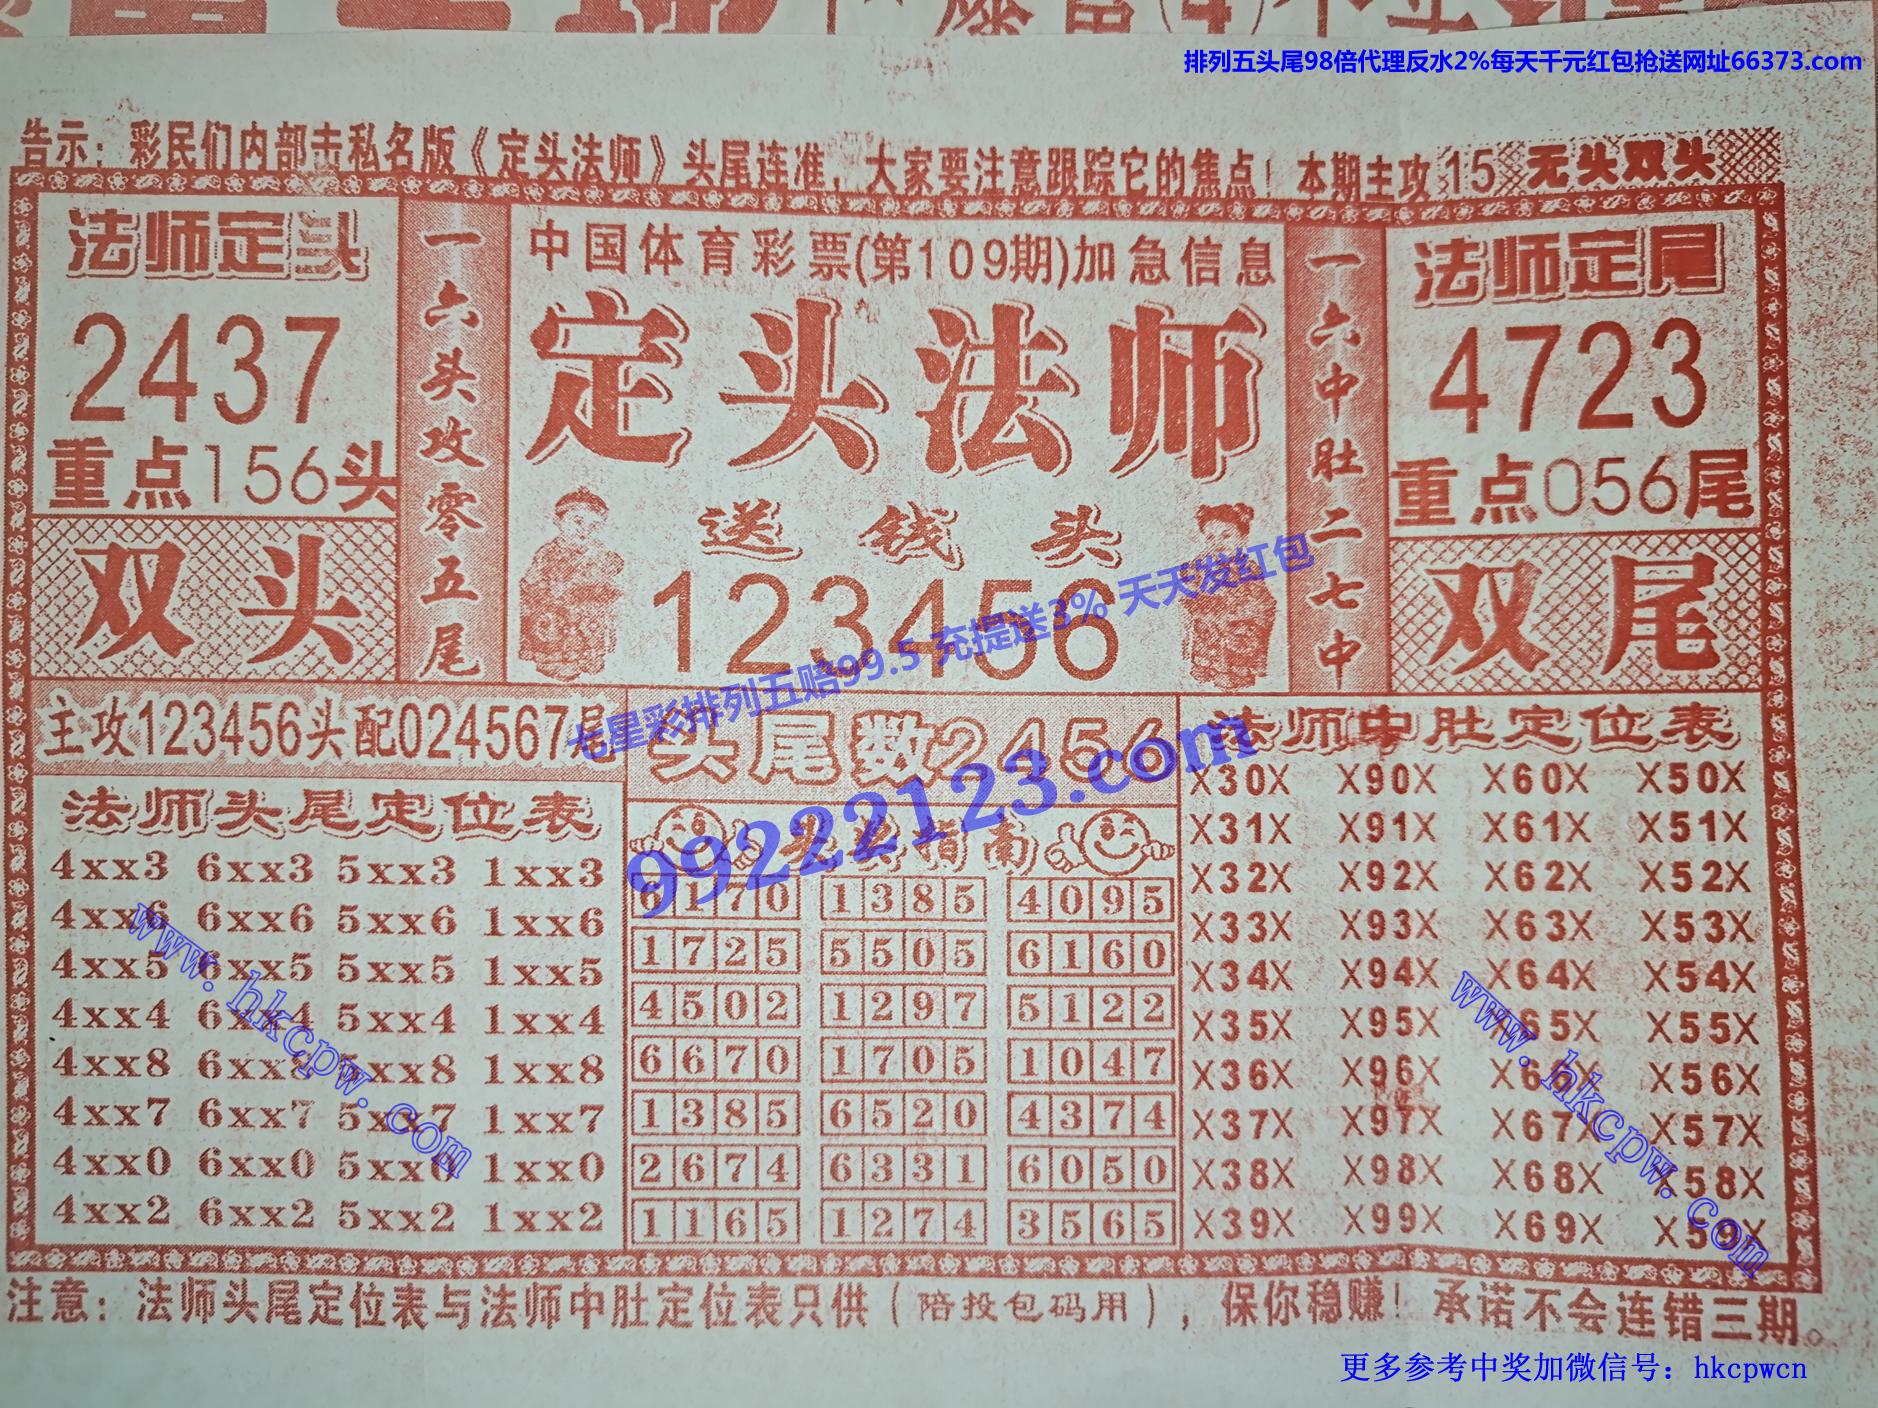 排列五头尾98倍代理反水2%每天千元红包抢送网址66373.com
告示：彩民们内部击私名版《定头法师》头尾连准，大家要注意跟踪它的焦点！本期主攻15无头双头
法师定头
2437
重点156头
双头
一六头攻零五尾
中国体育彩票(第109期)加急信息
定头法师
送钱头
123456
一六中肚二七中
法师定尾
4723
重点056尾
双尾
七星彩排列五赔99.5 充提送3% 天天发红包
99222123.com
主攻123456头配024567尾
法师头尾定位表
4xx3 6xx3 5xx3 1xx3
4xx6 6xx6 5xx6 1xx6
4xx5 6xx5 5xx5 1xx5
4xx4 6xx4 5xx4 1xx4
4xx8 6xx8 5xx8 1xx8
4xx7 6xx7 5xx7 1xx7
4xx0 6xx0 5xx0 1xx0
4xx2 6xx2 5xx2 1xx2
www.hkcpw.com
头尾数2456
指南
6170 1385 4095
1725 5505 6160
4502 1297 5122
6670 1705 1047
1385 6520 4374
2674 6331 6050
1165 1274 3565
法师中肚定位表
X30X X90X X60X X50X
X31X X91X X61X X51X
X32X X92X X62X X52X
X33X X93X X63X X53X
X34X X94X X64X X54X
X35X X95X X65X X55X
X36X X96X X66X X56X
X37X X97X X67X X57X
X38X X98X X68X X58X
X39X X99X X69X X59X
www.hkcpw.com
注意：法师头尾定位表与法师中肚定位表只供（陪投包码用），保你稳赚！承诺不会连错三期。
更多参考中奖加微信号：hkcpwcn